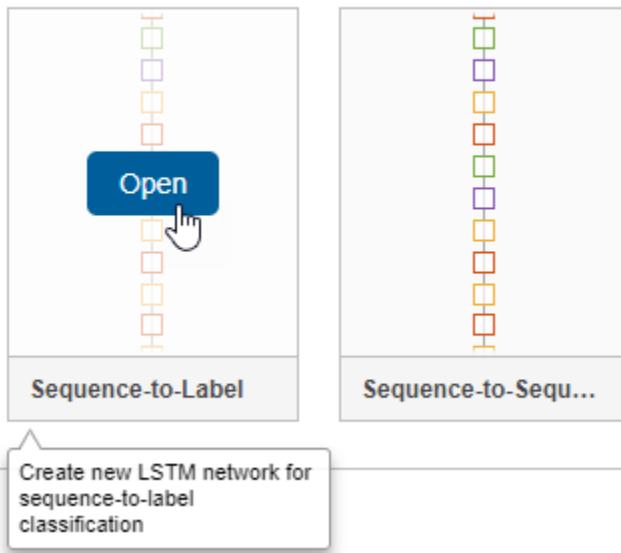 Open
Sequence-to-Label
Sequence-to-Sequ...
Create new LSTM network for
sequence-to-label
classification